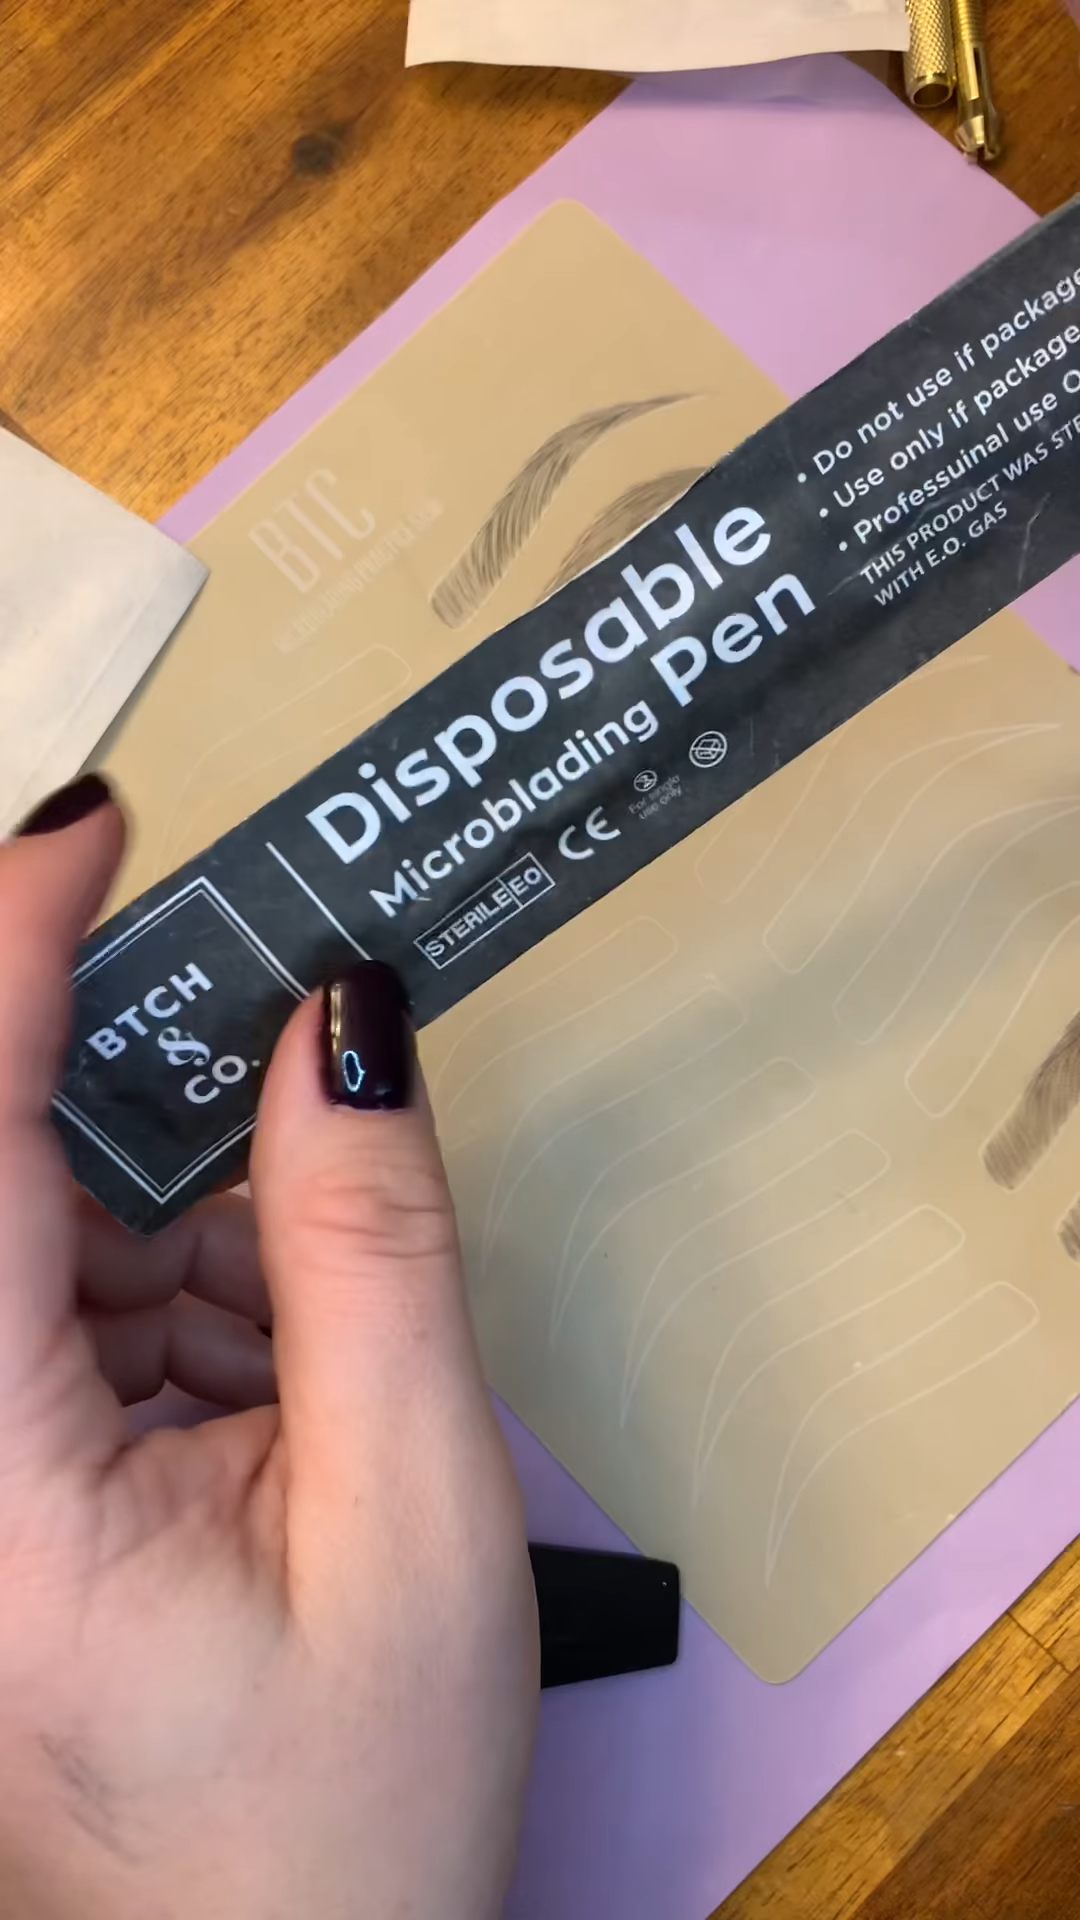 BTCH
&
CO.
Disposable
Microblading Pen
STERILE EO
CE
For single
use only
• Do not use if package
• Use only if package
• Professuinal use O
THIS PRODUCT WAS STE
WITH E.O. GAS
BTC